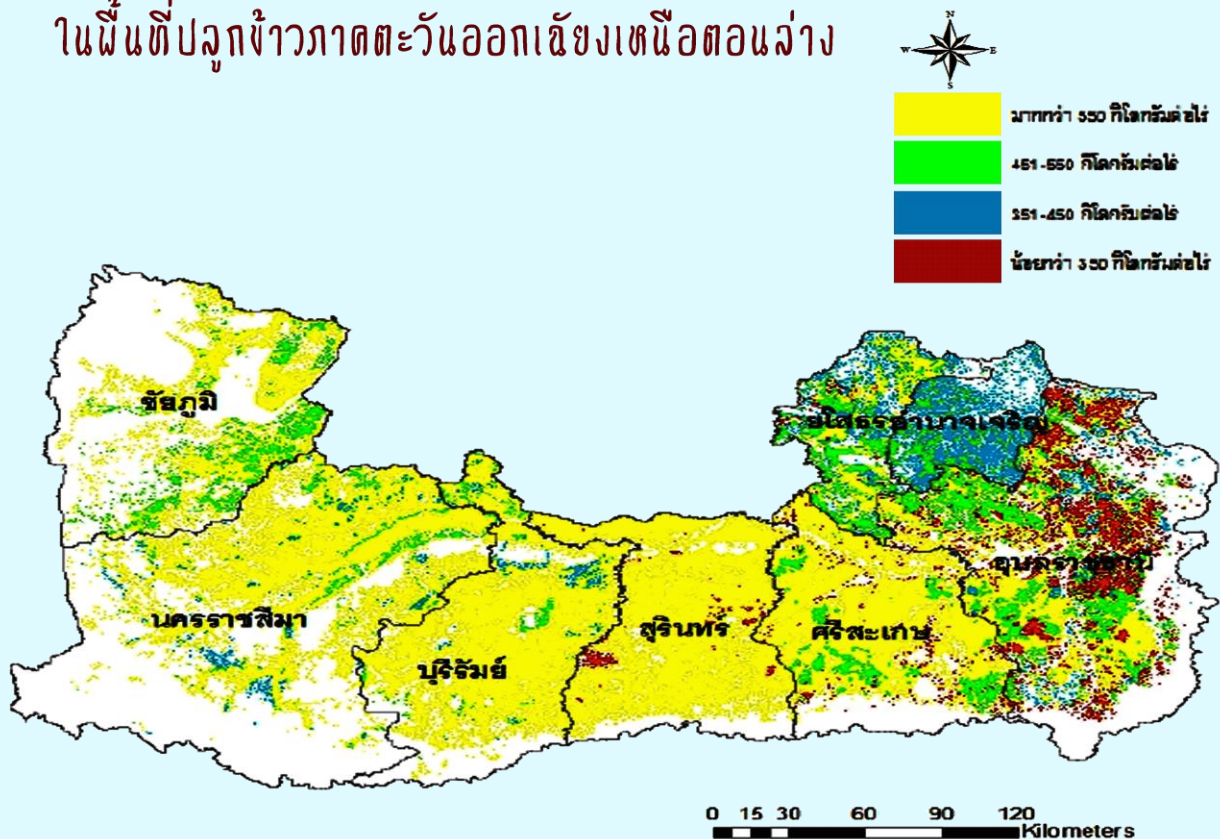 ในพื้นที่ปลูกข้าวภาคตะวันออกเฉียงเหนือตอนล่าง
N
W E
S
มากกว่า 550 กิโลกรัมต่อไร่
451-550 กิโลกรัมต่อไร่
351-450 กิโลกรัมต่อไร่
น้อยกว่า 350 กิโลกรัมต่อไร่
ชัยภูมิ
ยโสธร อำนาจเจริญ
อุบลราชธานี
นครราชสีมา
บุรีรัมย์
สุรินทร์
ศรีสะเกษ
0 15 30 60 90 120
Kilometers